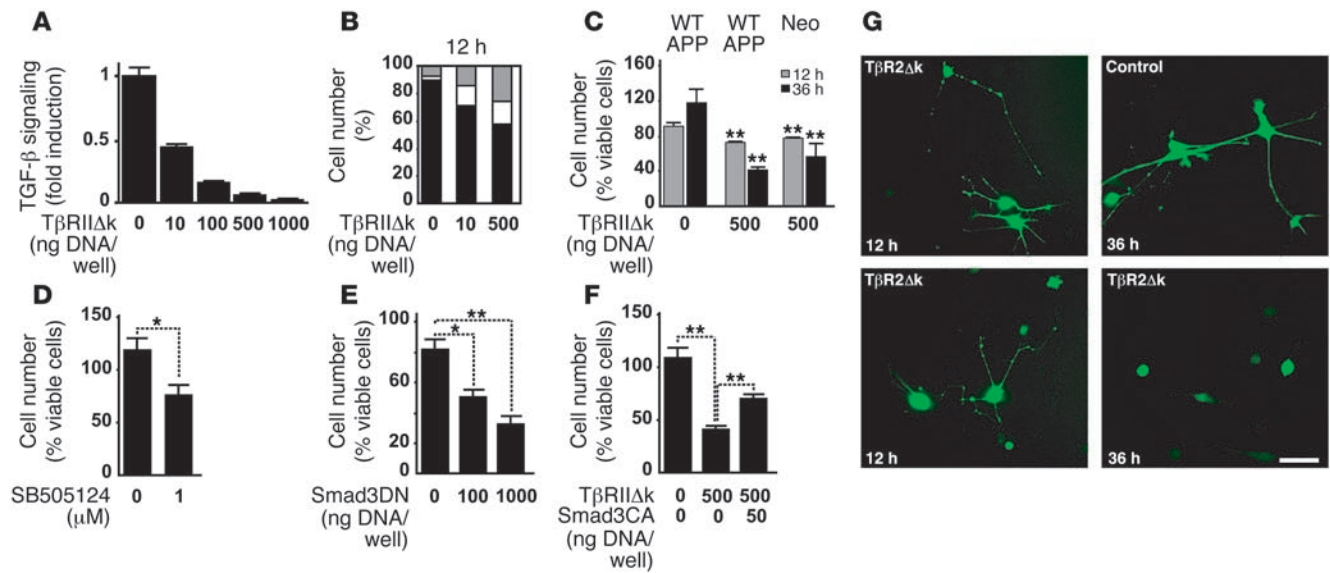 A
TGF-β signaling
(fold induction)
1
0.5
0
TβRIIΔk
(ng DNA/
well)
0 10 100 500 1000
B
12 h
Cell number
(%)
100
80
60
40
20
0
TβRIIΔk
(ng DNA/
well)
0 10 500
C
WT
APP
WT
APP
Neo
12 h
36 h
Cell number
(% viable cells)
160
120
80
40
0
** ** ** **
TβRIIΔk
(ng DNA/
well)
0 500 500
D
Cell number
(% viable cells)
150
100
50
0
*
SB505124
(μM)
0 1
E
Cell number
(% viable cells)
100
80
60
40
20
0
**
*
Smad3DN
(ng DNA/
well)
0 100 1000
F
Cell number
(% viable cells)
150
100
50
0
**
**
TβRIIΔk 0 500 500
Smad3CA 0 0 50
(ng DNA/
well)
G
TβR2Δk
12 h
Control
36 h
TβR2Δk
12 h
TβR2Δk
36 h